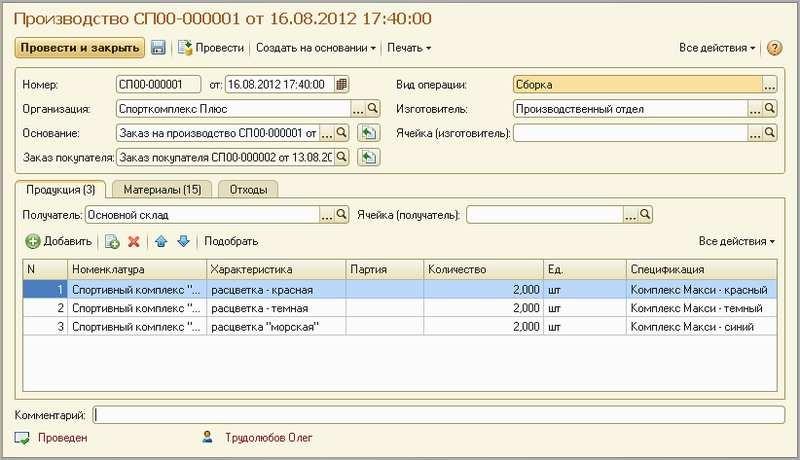 Производство СП00-000001 от 16.08.2012 17:40:00
Провести и закрыть Провести Создать на основании Печать Все действия ?
Номер: СП00-000001 от: 16.08.2012 17:40:00 Вид операции: Сборка ...
Организация: Спорткомплекс Плюс ... Изготовитель: Производственный отдел ...
Основание: Заказ на производство СП00-000001 от ... Ячейка (изготовитель): ...
Заказ покупателя: Заказ покупателя СП00-000002 от 13.08.20
Продукция (3) Материалы (15) Отходы
Получатель: Основной склад ... Ячейка (получатель): ...
Добавить Подобрать Все действия
N Номенклатура Характеристика Партия Количество Ед. Спецификация
1 Спортивный комплекс "... расцветка - красная 2,000 шт Комплекс Макси - красный
2 Спортивный комплекс "... расцветка - темная 2,000 шт Комплекс Макси - темный
3 Спортивный комплекс "... расцветка "морская" 2,000 шт Комплекс Макси - синий
Комментарий:
Проведен Трудолюбов Олег